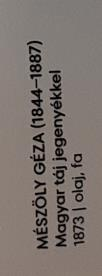 MÉSZÖLY GÉZA (1844–1887)
Magyar táj jegenyékkel
1873 | olaj, fa